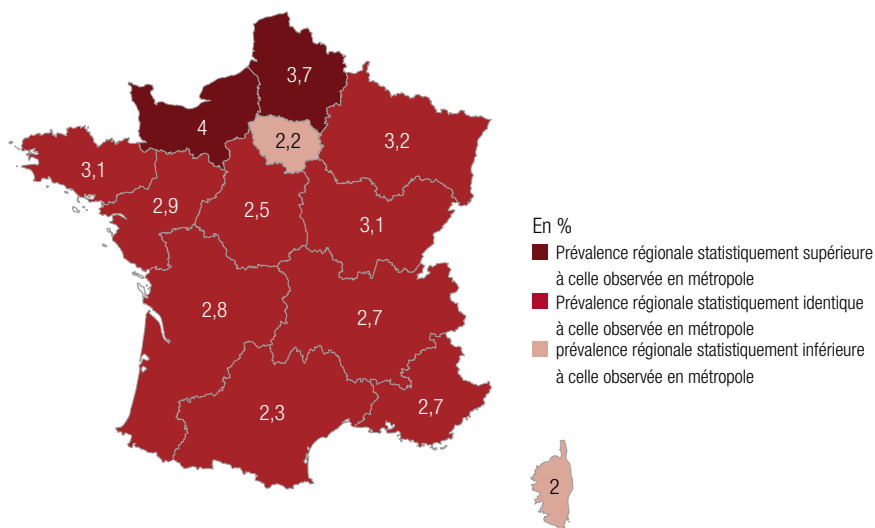 3,7
4
2,2
3,2
3,1
2,9
2,5
3,1
2,8
2,7
2,3
2,7
2
En %
Prévalence régionale statistiquement supérieure
à celle observée en métropole
Prévalence régionale statistiquement identique
à celle observée en métropole
prévalence régionale statistiquement inférieure
à celle observée en métropole